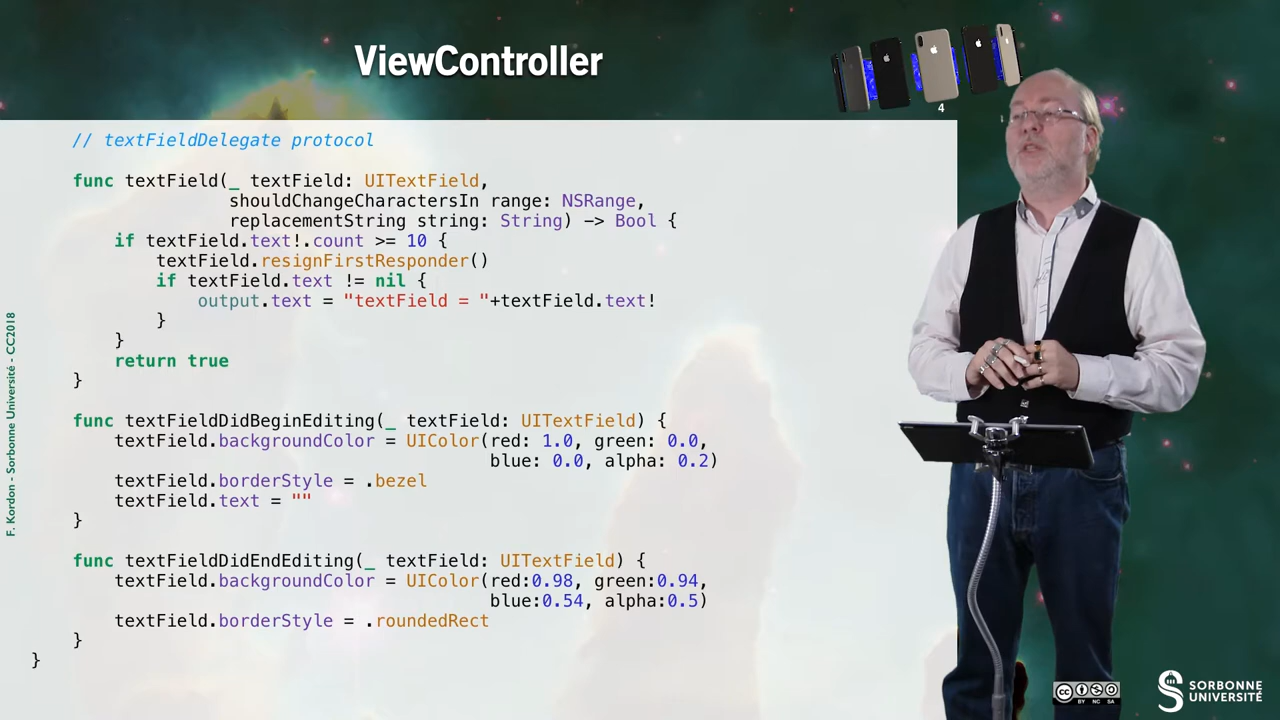 ViewController
4
// textFieldDelegate protocol
func textField(_ textField: UITextField,
shouldChangeCharactersIn range: NSRange,
replacementString string: String) -> Bool {
if textField.text!.count >= 10 {
textField.resignFirstResponder()
if textField.text != nil {
output.text = "textField = "+textField.text!
}
}
return true
}
func textFieldDidBeginEditing(_ textField: UITextField) {
textField.backgroundColor = UIColor(red: 1.0, green: 0.0,
blue: 0.0, alpha: 0.2)
textField.borderStyle = .bezel
textField.text = ""
}
func textFieldDidEndEditing(_ textField: UITextField) {
textField.backgroundColor = UIColor(red:0.98, green:0.94,
blue:0.54, alpha:0.5)
textField.borderStyle = .roundedRect
}
}
F. Kordon - Sorbonne Université - CC2018
cc
BY NC SA
SORBONNE
UNIVERSITÉ